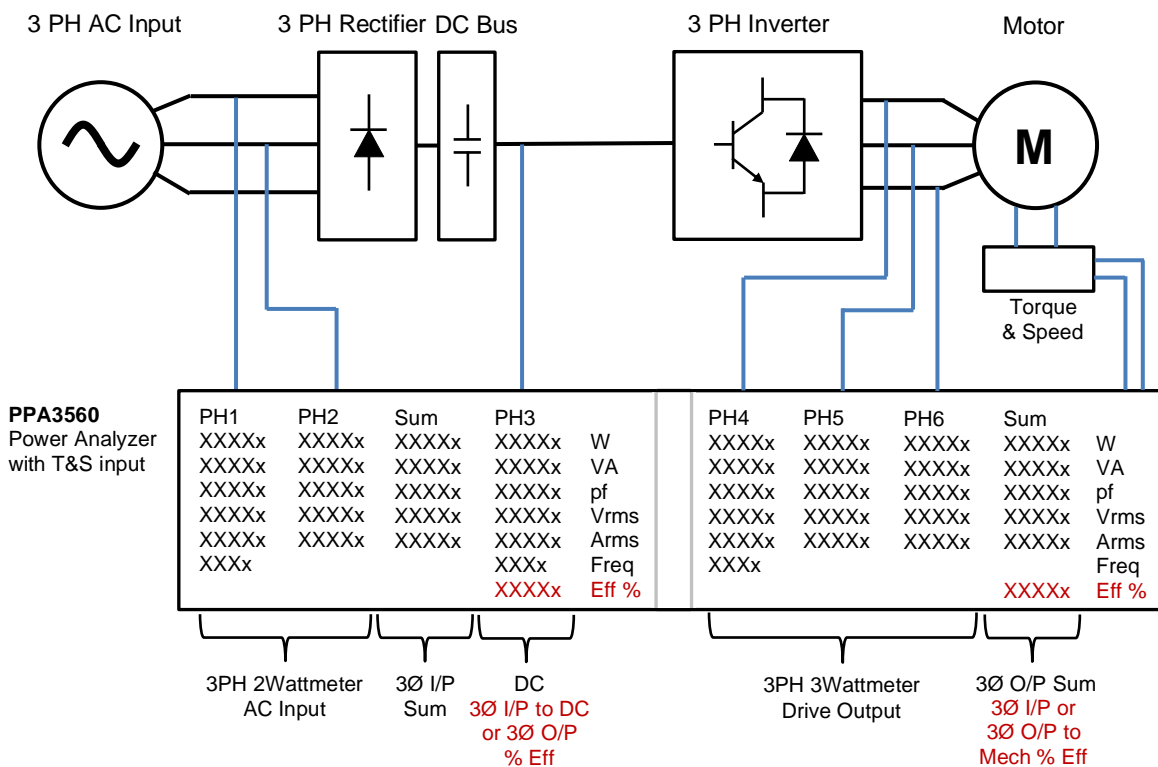 3 PH AC Input
3 PH Rectifier
DC Bus
3 PH Inverter
Motor
M
Torque
& Speed
PPA3560
Power Analyzer
with T&S input
PH1 PH2 Sum PH3
XXXXx XXXXx XXXXx XXXXx W
XXXXx XXXXx XXXXx XXXXx VA
XXXXx XXXXx XXXXx XXXXx pf
XXXXx XXXXx XXXXx XXXXx Vrms
XXXXx XXXXx XXXXx XXXXx Arms
XXXx XXXx Freq
XXXXx Eff %
PH4 PH5 PH6 Sum
XXXXx XXXXx XXXXx XXXXx W
XXXXx XXXXx XXXXx XXXXx VA
XXXXx XXXXx XXXXx XXXXx pf
XXXXx XXXXx XXXXx XXXXx Vrms
XXXXx XXXXx XXXXx XXXXx Arms
XXXx Freq
XXXXx Eff %
3PH 2Wattmeter
AC Input
3Ø I/P
Sum
DC
3Ø I/P to DC
or 3Ø O/P
% Eff
3PH 3Wattmeter
Drive Output
3Ø O/P Sum
3Ø I/P or
3Ø O/P to
Mech % Eff